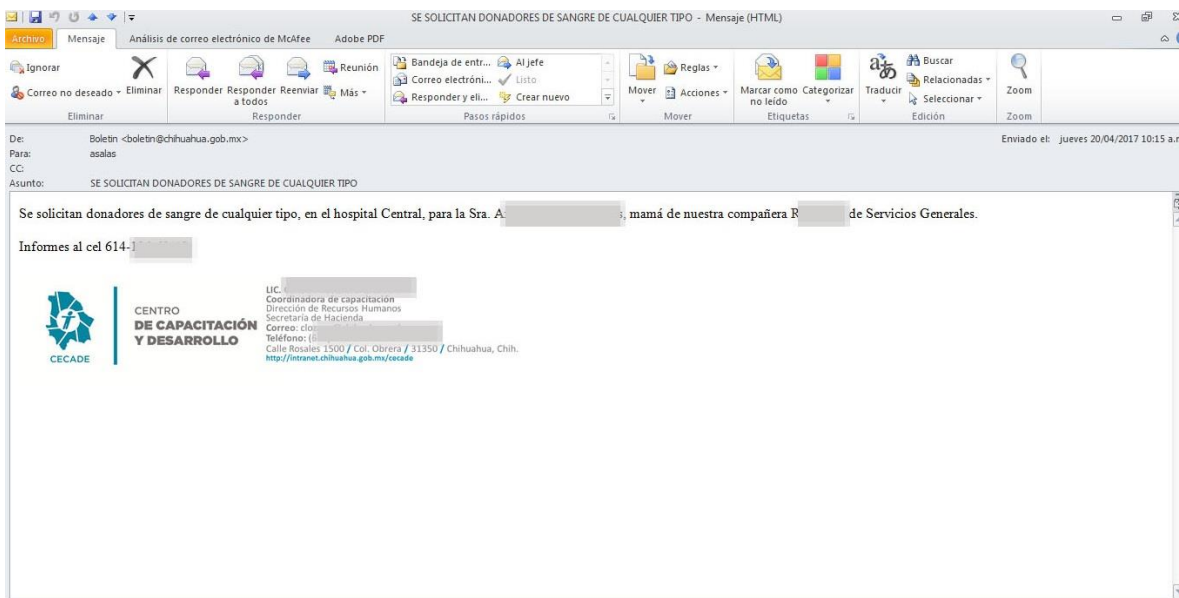 SE SOLICITAN DONADORES DE SANGRE DE CUALQUIER TIPO - Mensaje (HTML)
Archivo Mensaje Análisis de correo electrónico de McAfee Adobe PDF
Ignorar
Correo no deseado
Eliminar
Eliminar
Responder
Responder a todos
Reenviar
Reunión
Más
Responder
Bandeja de entr...
Al jefe
Correo electróni...
Listo
Responder y eli...
Crear nuevo
Pasos rápidos
Mover
Reglas
Acciones
Mover
Marcar como no leído
Categorizar
Etiquetas
Traducir
Buscar
Relacionadas
Seleccionar
Edición
Zoom
Zoom
De: Boletin <boletin@chihuahua.gob.mx>
Enviado el: jueves 20/04/2017 10:15 a.
Para: asalas
CC:
Asunto: SE SOLICITAN DONADORES DE SANGRE DE CUALQUIER TIPO
Se solicitan donadores de sangre de cualquier tipo, en el hospital Central, para la Sra. A , mamá de nuestra compañera R de Servicios Generales.
Informes al cel 614-
CECADE
CENTRO
DE CAPACITACIÓN
Y DESARROLLO
LIC.
Coordinadora de capacitación
Dirección de Recursos Humanos
Secretaría de Hacienda
Correo:
Teléfono:
Calle Rosales 1500 / Col. Obrera / 31350 / Chihuahua, Chih.
http://intranet.chihuahua.gob.mx/cecade